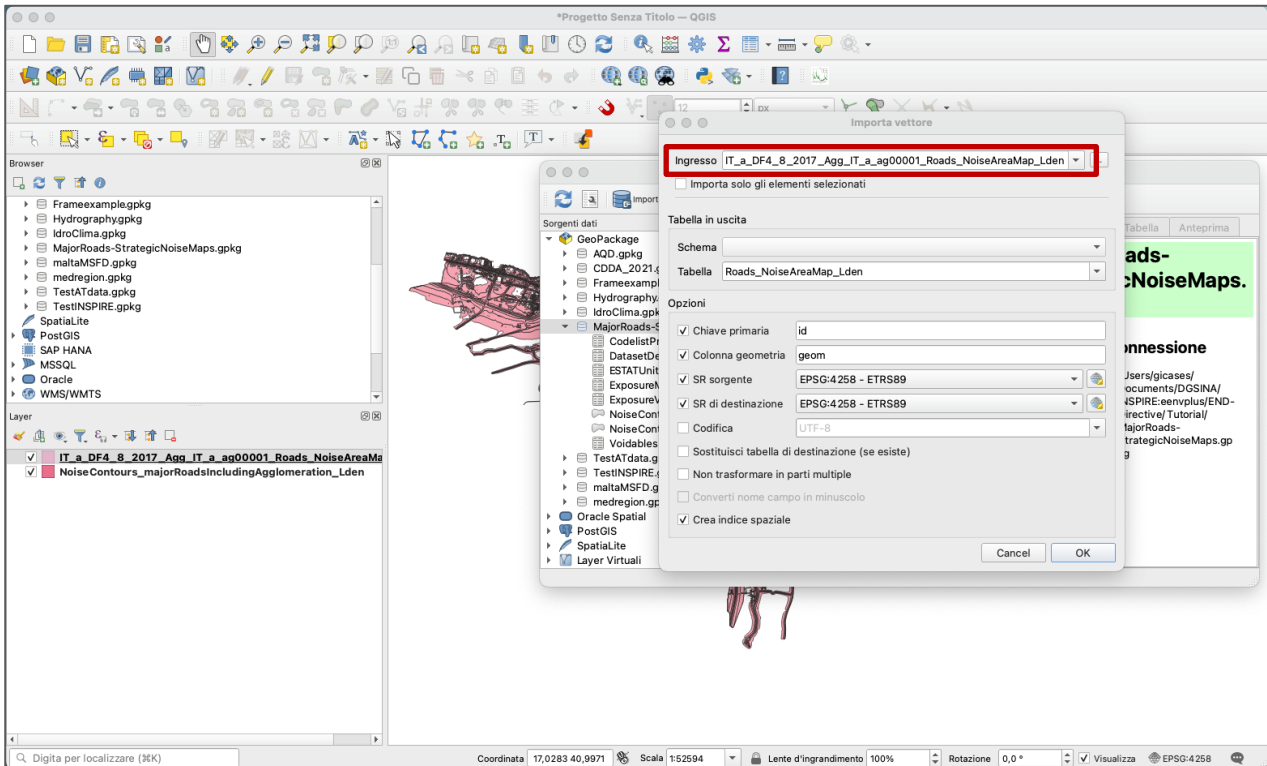 *Progetto Senza Titolo — QGIS
12
px
Importa vettore
Ingresso IT_a_DF4_8_2017_Agg_IT_a_ag00001_Roads_NoiseAreaMap_Lden
Importa solo gli elementi selezionati
Tabella in uscita
Schema
Tabella Roads_NoiseAreaMap_Lden
Opzioni
Chiave primaria id
Colonna geometria geom
SR sorgente EPSG:4258 - ETRS89
SR di destinazione EPSG:4258 - ETRS89
Codifica UTF-8
Sostituisci tabella di destinazione (se esiste)
Non trasformare in parti multiple
Converti nome campo in minuscolo
Crea indice spaziale
Cancel OK
Browser
Frameexample.gpkg
Hydrography.gpkg
IdroClima.gpkg
MajorRoads-StrategicNoiseMaps.gpkg
maltaMSFD.gpkg
medregion.gpkg
TestATdata.gpkg
TestINSPIRE.gpkg
SpatiaLite
PostGIS
SAP HANA
MSSQL
Oracle
WMS/WMTS
Layer
IT_a_DF4_8_2017_Agg_IT_a_ag00001_Roads_NoiseAreaMa
NoiseContours_majorRoadsIncludingAgglomeration_Lden
Import
Sorgenti dati
GeoPackage
AQD.gpkg
CDDA_2021.g
Frameexampl
Hydrography.
IdroClima.gpk
MajorRoads-S
CodelistPr
DatasetDe
ESTATUnit
ExposureM
ExposureV
NoiseCont
NoiseCont
Voidables
TestATdata.g
TestINSPIRE.g
maltaMSFD.g
medregion.gp
Oracle Spatial
PostGIS
SpatiaLite
Layer Virtuali
Tabella Anteprima
ads-
cNoiseMaps.
nnessione
Users/gicases/
ocuments/DGSINA/
NSPIRE:eenvplus/END-
irective/ Tutorial/
MajorRoads-
trategicNoiseMaps.gp
g
Digita per localizzare (⌘K)
Coordinata 17,0283 40,9971 Scala 1:52594 Lente d'ingrandimento 100% Rotazione 0,0 ° Visualizza EPSG:4258